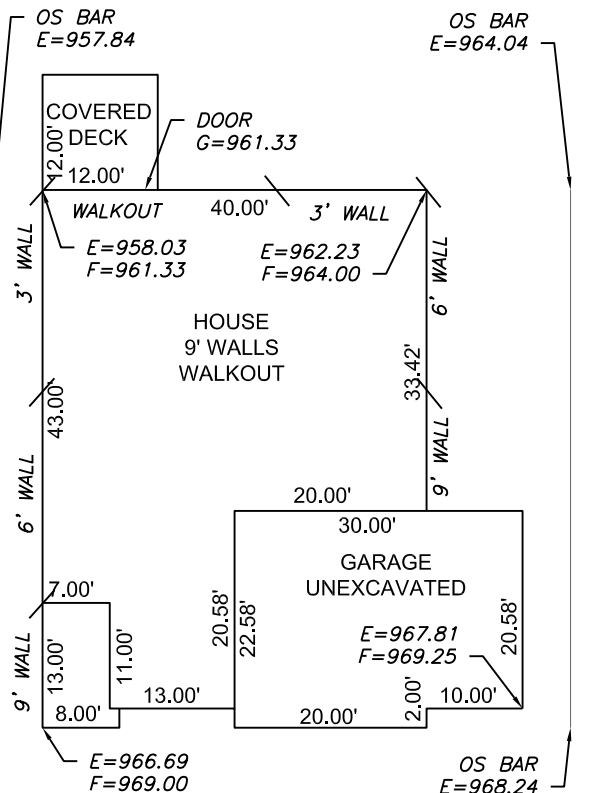 OS BAR
E=957.84
OS BAR
E=964.04
COVERED
DECK
12.00'
12.00'
DOOR
G=961.33
WALKOUT
40.00'
3' WALL
E=958.03
F=961.33
E=962.23
F=964.00
3' WALL
6' WALL
HOUSE
9' WALLS
WALKOUT
43.00'
33.42'
6' WALL
9' WALL
20.00'
30.00'
GARAGE
UNEXCAVATED
7.00'
20.58'
22.58'
20.58'
E=967.81
F=969.25
9' WALL
13.00'
11.00'
13.00'
2.00'
10.00'
8.00'
20.00'
E=966.69
F=969.00
OS BAR
E=968.24